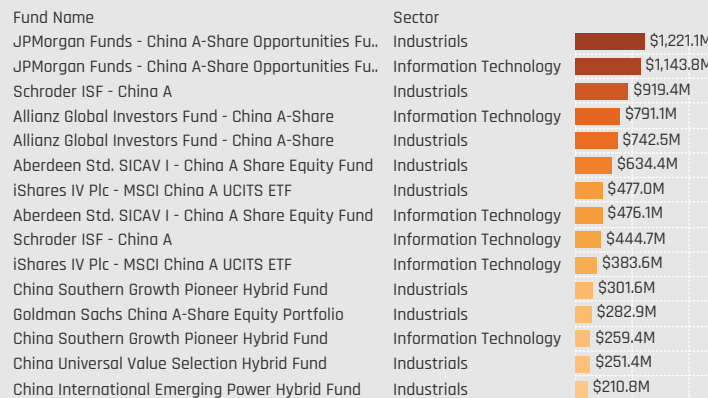 Fund Name Sector
JPMorgan Funds - China A-Share Opportunities Fu.. Industrials $1,221.1M
JPMorgan Funds - China A-Share Opportunities Fu.. Information Technology $1,143.8M
Schroder ISF - China A Industrials $919.4M
Allianz Global Investors Fund - China A-Share Information Technology $791.1M
Allianz Global Investors Fund - China A-Share Industrials $742.5M
Aberdeen Std. SICAV I - China A Share Equity Fund Industrials $634.4M
iShares IV Plc - MSCI China A UCITS ETF Industrials $477.0M
Aberdeen Std. SICAV I - China A Share Equity Fund Information Technology $476.1M
Schroder ISF - China A Information Technology $444.7M
iShares IV Plc - MSCI China A UCITS ETF Information Technology $383.6M
China Southern Growth Pioneer Hybrid Fund Industrials $301.6M
Goldman Sachs China A-Share Equity Portfolio Industrials $282.9M
China Southern Growth Pioneer Hybrid Fund Information Technology $259.4M
China Universal Value Selection Hybrid Fund Industrials $251.4M
China International Emerging Power Hybrid Fund Industrials $210.8M